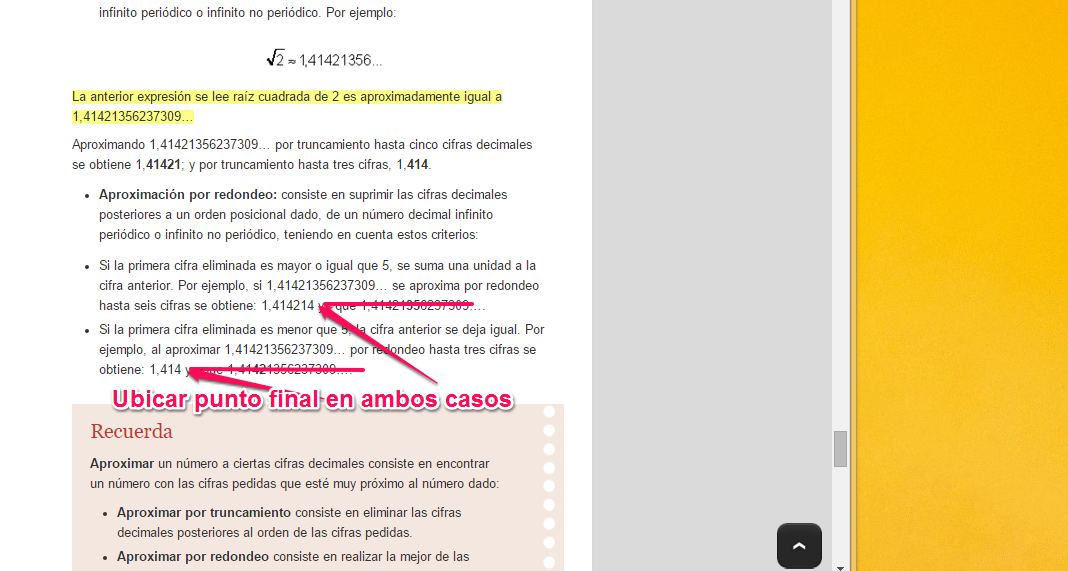 infinito periódico o infinito no periódico. Por ejemplo:
√2 ≈ 1,41421356...
La anterior expresión se lee raíz cuadrada de 2 es aproximadamente igual a
1,41421356237309...
Aproximando 1,41421356237309... por truncamiento hasta cinco cifras decimales
se obtiene 1,41421; y por truncamiento hasta tres cifras, 1,414.
• Aproximación por redondeo: consiste en suprimir las cifras decimales
posteriores a un orden posicional dado, de un número decimal infinito
periódico o infinito no periódico, teniendo en cuenta estos criterios:
• Si la primera cifra eliminada es mayor o igual que 5, se suma una unidad a la
cifra anterior. Por ejemplo, si 1,41421356237309... se aproxima por redondeo
hasta seis cifras se obtiene: 1,414214 ya que 1,41421356237309....
• Si la primera cifra eliminada es menor que 5, la cifra anterior se deja igual. Por
ejemplo, al aproximar 1,41421356237309... por redondeo hasta tres cifras se
obtiene: 1,414 ya que 1,41421356237309....
Ubicar punto final en ambos casos
Recuerda
Aproximar un número a ciertas cifras decimales consiste en encontrar
un número con las cifras pedidas que esté muy próximo al número dado:
• Aproximar por truncamiento consiste en eliminar las cifras
decimales posteriores al orden de las cifras pedidas.
• Aproximar por redondeo consiste en realizar la mejor de las